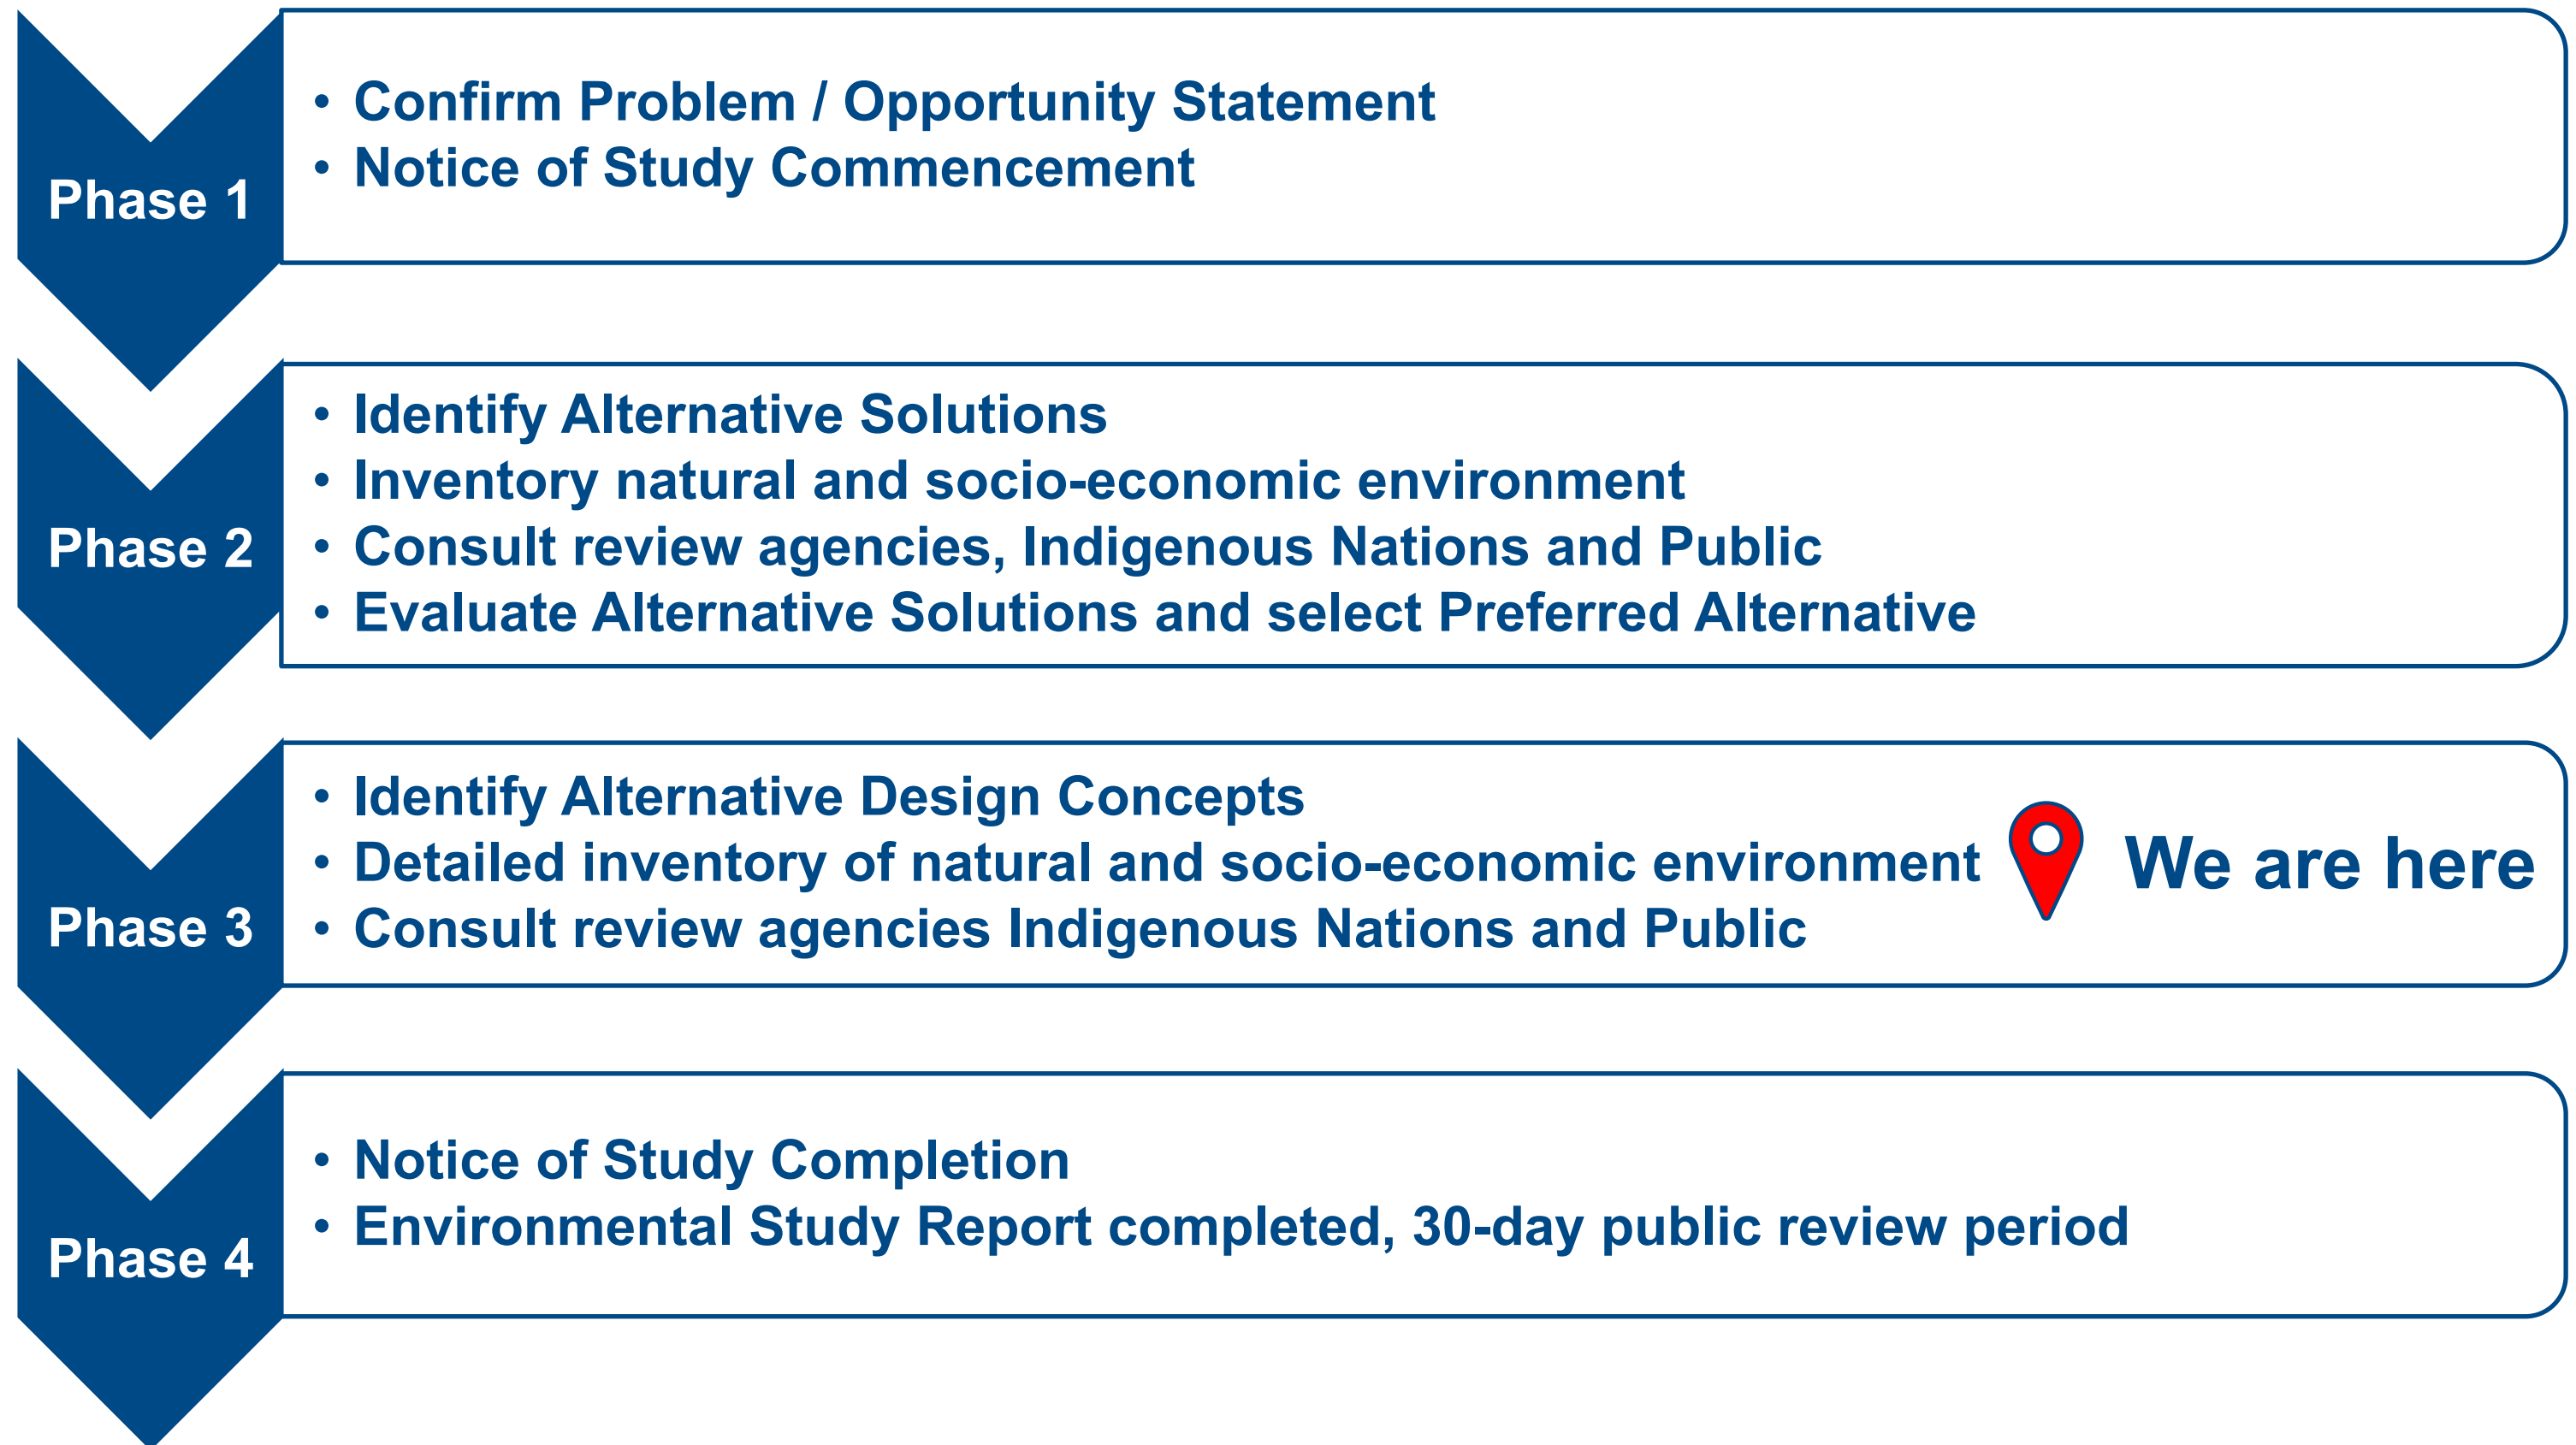 Phase 1
• Confirm Problem / Opportunity Statement
• Notice of Study Commencement
Phase 2
• Identify Alternative Solutions
• Inventory natural and socio-economic environment
• Consult review agencies, Indigenous Nations and Public
• Evaluate Alternative Solutions and select Preferred Alternative
Phase 3
• Identify Alternative Design Concepts
• Detailed inventory of natural and socio-economic environment
• Consult review agencies Indigenous Nations and Public
We are here
Phase 4
• Notice of Study Completion
• Environmental Study Report completed, 30-day public review period